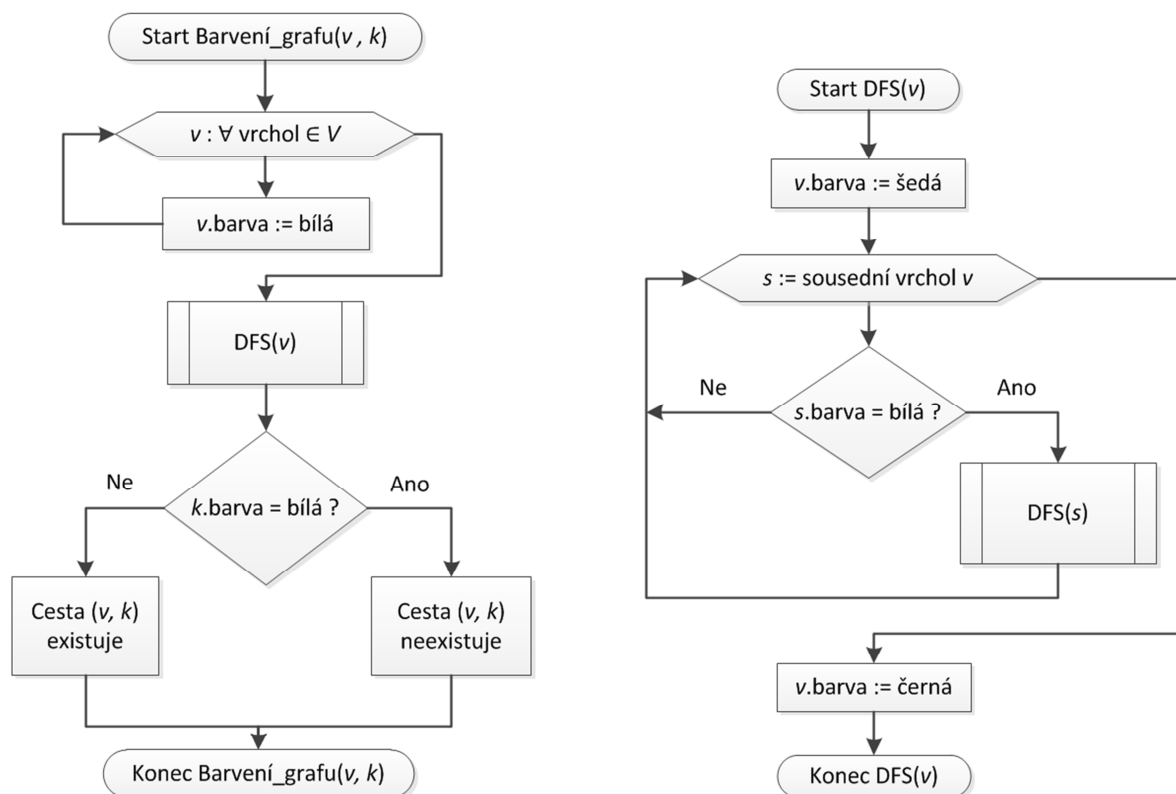 Start Barvení_grafu(v , k)
v : ∀ vrchol ∈ V
v.barva := bílá
DFS(v)
k.barva = bílá ?
Ne
Ano
Cesta (v, k)
existuje
Cesta (v, k)
neexistuje
Konec Barvení_grafu(v, k)
Start DFS(v)
v.barva := šedá
s := sousední vrchol v
s.barva = bílá ?
Ne
Ano
DFS(s)
v.barva := černá
Konec DFS(v)